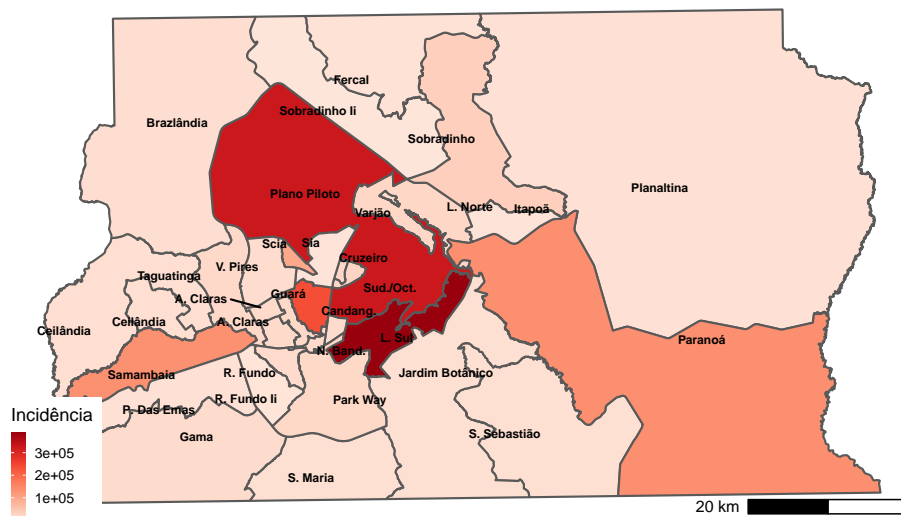 Fercal
Sobradinho Ii
Brazlândia
Sobradinho
Planaltina
Plano Piloto
L. Norte
Itapoã
Varjão
Scia
Sia
Cruzeiro
V. Pires
Taguatinga
Sud./Oct.
Guará
A. Claras
Candang.
Ceilândia
Ceilândia
A. Claras
L. Sul
Paranoá
N. Band.
R. Fundo
Jardim Botânico
Samambaia
R. Fundo Ii
Park Way
P. Das Emas
Gama
S. Sebastião
S. Maria
Incidência
3e+05
2e+05
1e+05
20 km